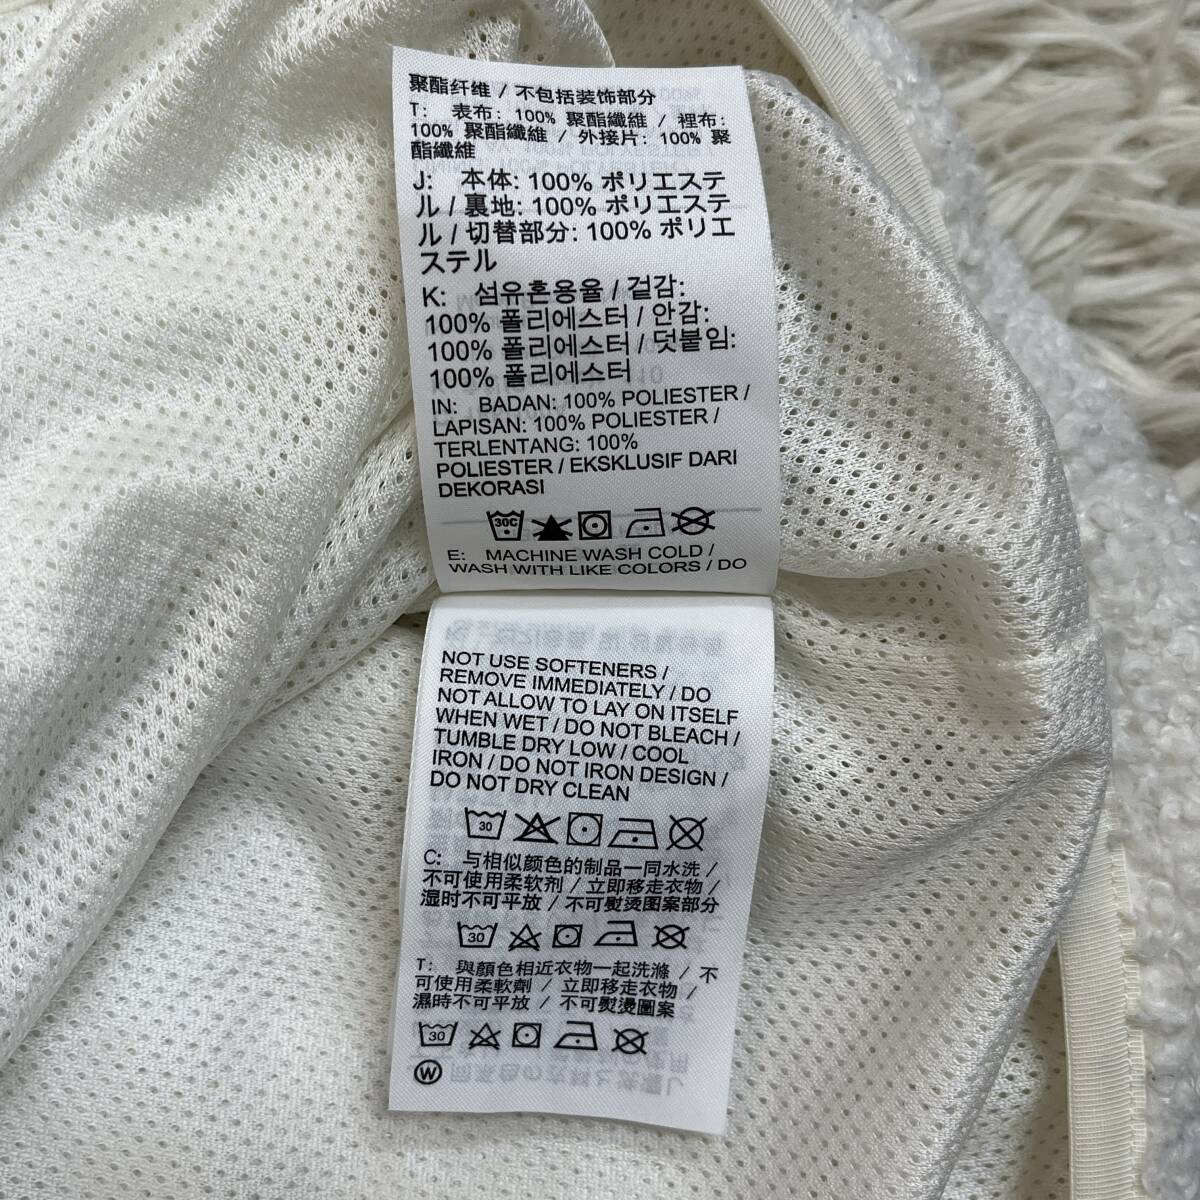 聚酯纤维 / 不包括装饰部分
T: 表布: 100% 聚酯纖維 / 裡布:
100% 聚酯纖維 / 外接片: 100% 聚
酯纖維
J: 本体: 100% ポリエステ
ル / 裏地: 100% ポリエステ
ル / 切替部分: 100% ポリエ
ステル
K: 섬유혼용율 / 겉감:
100% 폴리에스터 / 안감:
100% 폴리에스터 / 덧붙임:
100% 폴리에스터
IN: BADAN: 100% POLIESTER /
LAPISAN: 100% POLIESTER /
TERLENTANG: 100%
POLIESTER / EKSKLUSIF DARI
DEKORASI
30C
E: MACHINE WASH COLD /
WASH WITH LIKE COLORS / DO
NOT USE SOFTENERS /
REMOVE IMMEDIATELY / DO
NOT ALLOW TO LAY ON ITSELF
WHEN WET / DO NOT BLEACH /
TUMBLE DRY LOW / COOL
IRON / DO NOT IRON DESIGN /
DO NOT DRY CLEAN
30
C: 与相似颜色的制品一同水洗 /
不可使用柔软剂 / 立即移走衣物 /
湿时不可平放 / 不可熨烫图案部分
30
T: 與顏色相近衣物一起洗滌 / 不
可使用柔軟劑 / 立即移走衣物 /
濕時不可平放 / 不可熨燙圖案
30
W